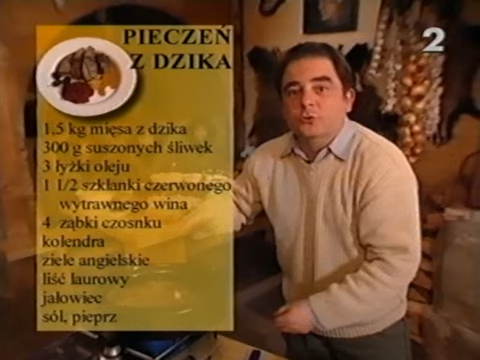 PIECZEŃ
Z DZIKA
2
1,5 kg mięsa z dzika
300 g suszonych śliwek
3 łyżki oleju
1 1/2 szklanki czerwonego
wytrawnego wina
4 ząbki czosnku
kolendra
ziele angielskie
liść laurowy
jałowiec
sól, pieprz